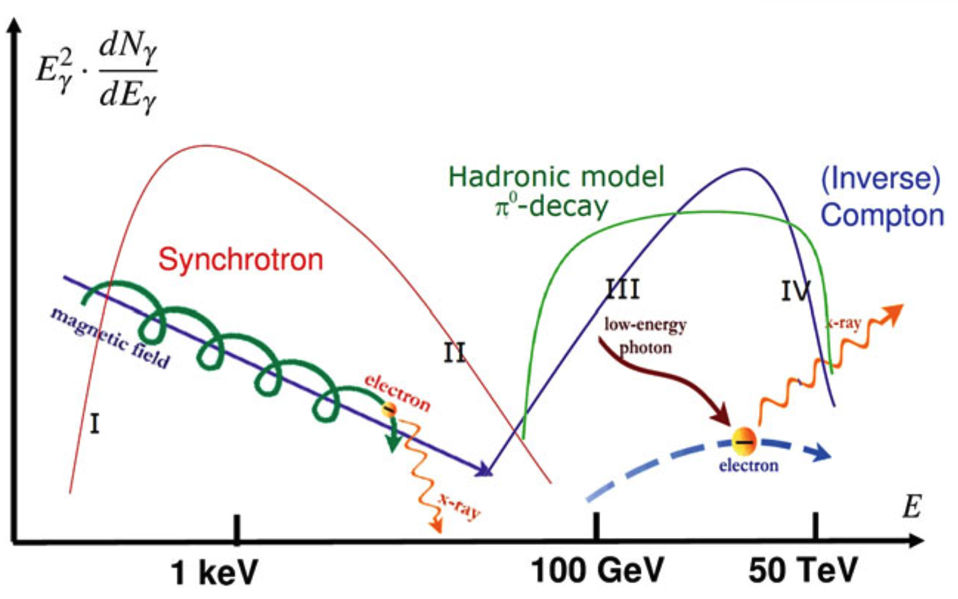 E²γ · dNγ/dEγ
Hadronic model
π⁰-decay
(Inverse)
Compton
Synchrotron
magnetic field
I
II
III
IV
low-energy
photon
x-ray
electron
electron
x-ray
E
1 keV
100 GeV
50 TeV